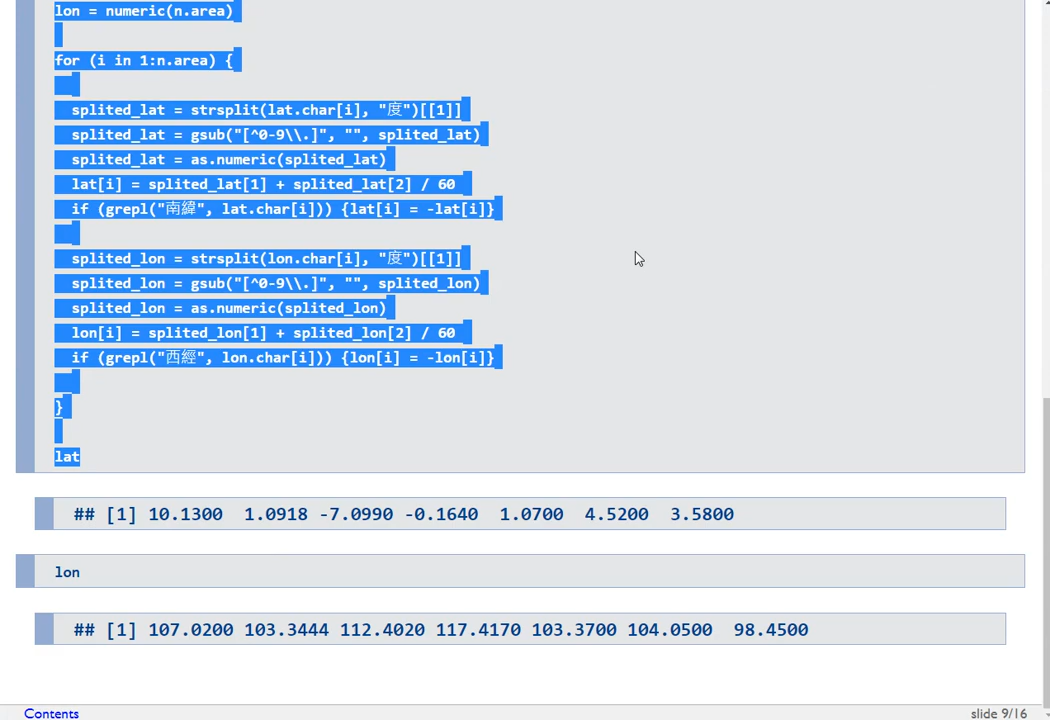 lon = numeric(n.area)
for (i in 1:n.area) {
splited_lat = strsplit(lat.char[i], "度")[[1]]
splited_lat = gsub("[^0-9\\.]", "", splited_lat)
splited_lat = as.numeric(splited_lat)
lat[i] = splited_lat[1] + splited_lat[2] / 60
if (grepl("南緯", lat.char[i])) {lat[i] = -lat[i]}
splited_lon = strsplit(lon.char[i], "度")[[1]]
splited_lon = gsub("[^0-9\\.]", "", splited_lon)
splited_lon = as.numeric(splited_lon)
lon[i] = splited_lon[1] + splited_lon[2] / 60
if (grepl("西經", lon.char[i])) {lon[i] = -lon[i]}
}
lat
## [1] 10.1300 1.0918 -7.0990 -0.1640 1.0700 4.5200 3.5800
lon
## [1] 107.0200 103.3444 112.4020 117.4170 103.3700 104.0500 98.4500
Contents
slide 9/16